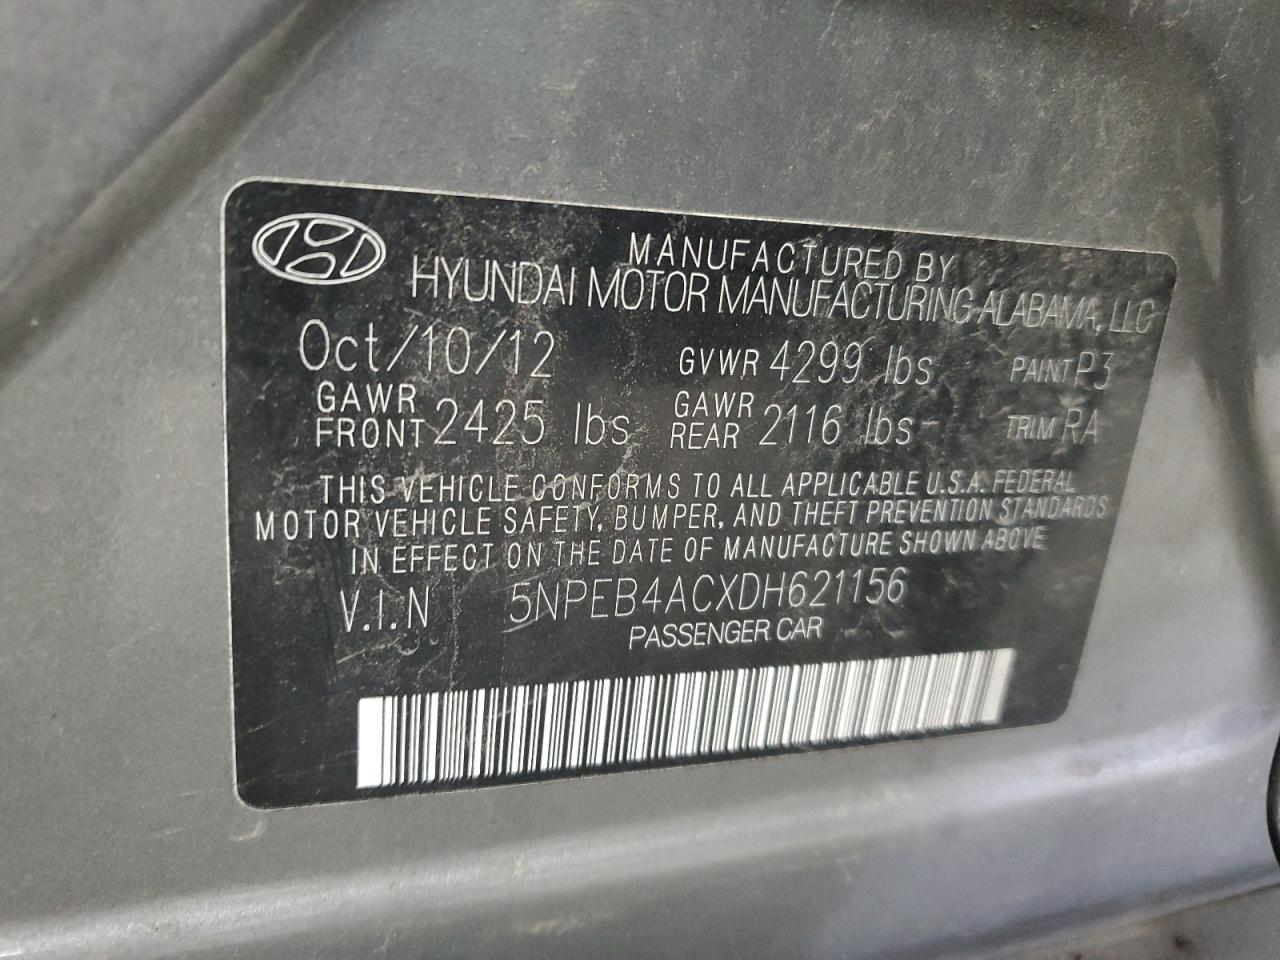 MANUFACTURED BY
HYUNDAI MOTOR MANUFACTURING ALABAMA, LLC
Oct/10/12 GVWR 4299 lbs PAINT P3
GAWR FRONT 2425 lbs GAWR REAR 2116 lbs TRIM RA
THIS VEHICLE CONFORMS TO ALL APPLICABLE U.S.A. FEDERAL
MOTOR VEHICLE SAFETY, BUMPER, AND THEFT PREVENTION STANDARDS
IN EFFECT ON THE DATE OF MANUFACTURE SHOWN ABOVE
V.I.N 5NPEB4ACXDH621156
PASSENGER CAR